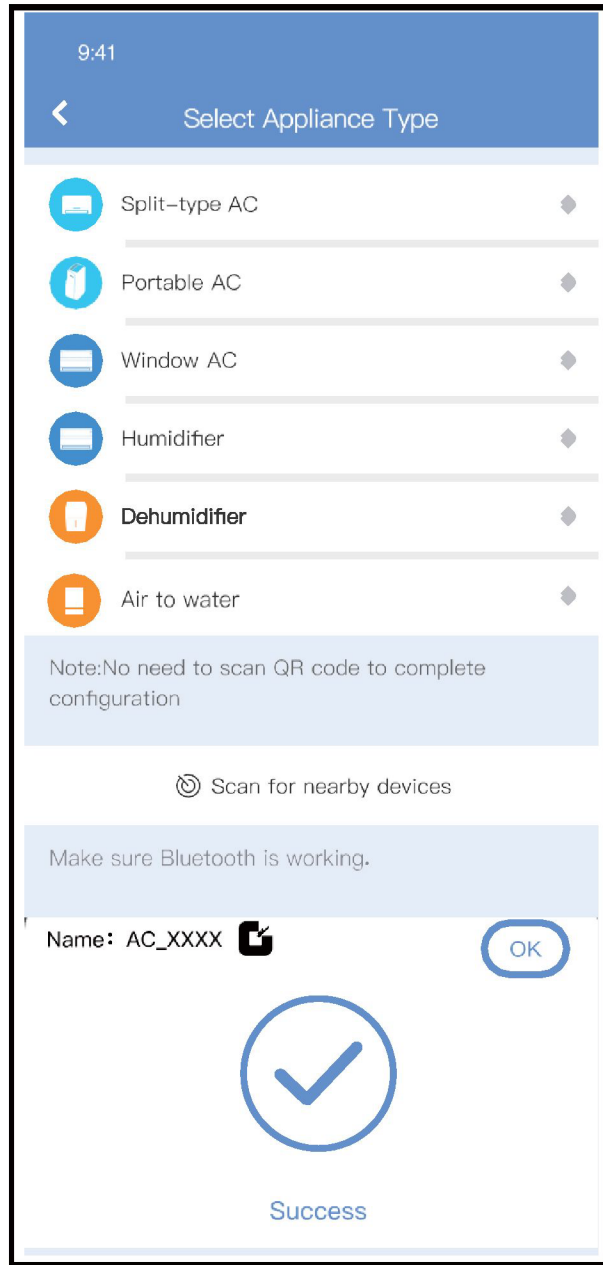 9:41
Select Appliance Type
Split-type AC
Portable AC
Window AC
Humidifier
Dehumidifier
Air to water
Note:No need to scan QR code to complete
configuration
Scan for nearby devices
Make sure Bluetooth is working.
Name: AC_XXXX
OK
Success